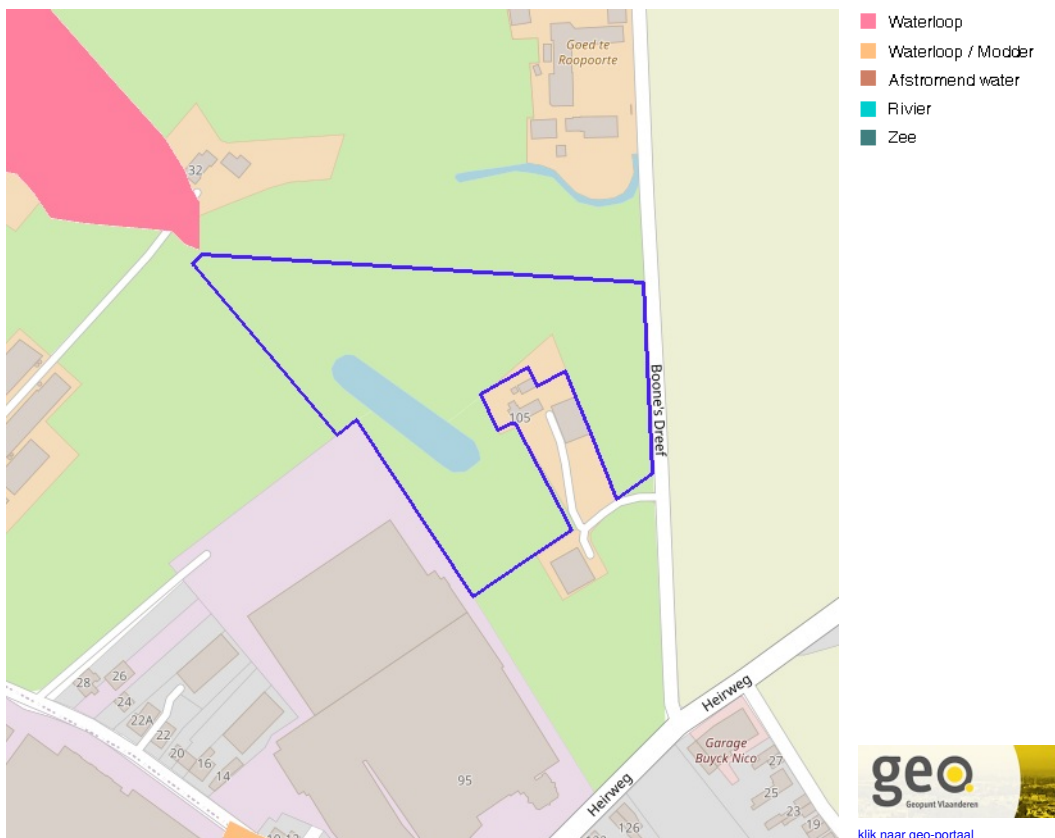 Waterloop
Waterloop / Modder
Afstromend water
Rivier
Zee
Goed te
Roopoorte
32
105
Boone's Dreef
28
26
24
22A
22
20
16
14
95
Heirweg
Heirweg
Garage
Buyck Nico
27
25
23
19
126
geo.
Geopunt Vlaanderen
klik naar geo-portaal